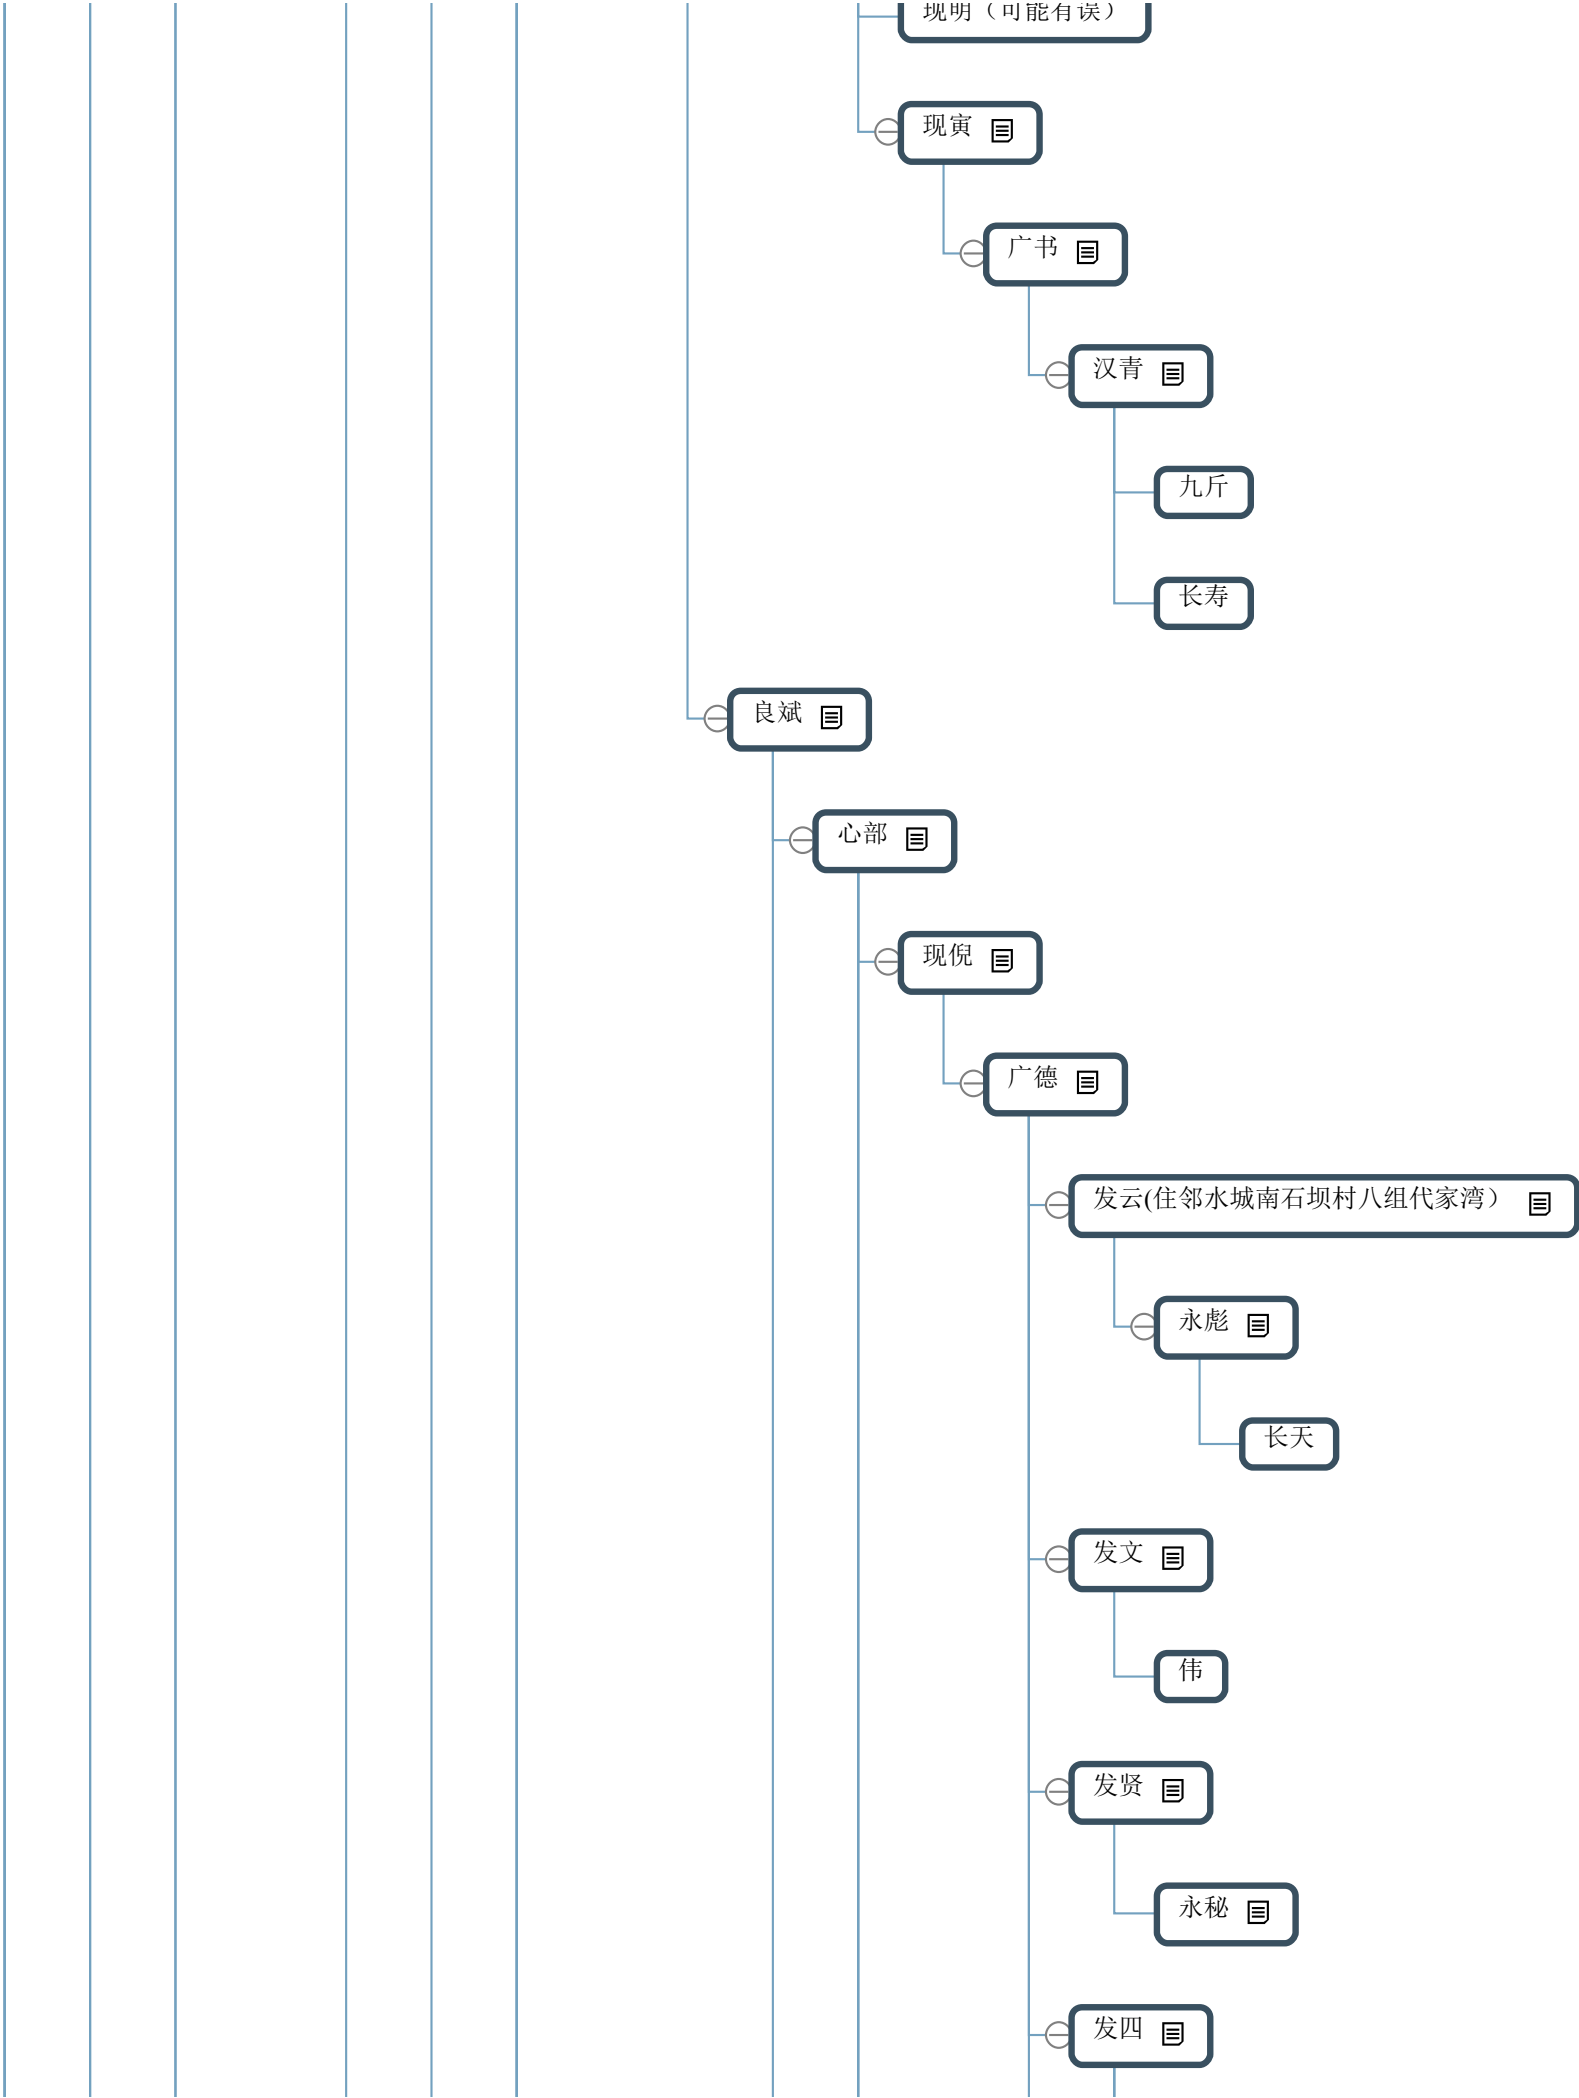 现明（可能有误）
现寅
广书
汉青
九斤
长寿
良斌
心部
现倪
广德
发云(住邻水城南石坝村八组代家湾）
永彪
长天
发文
伟
发贤
永秘
发四